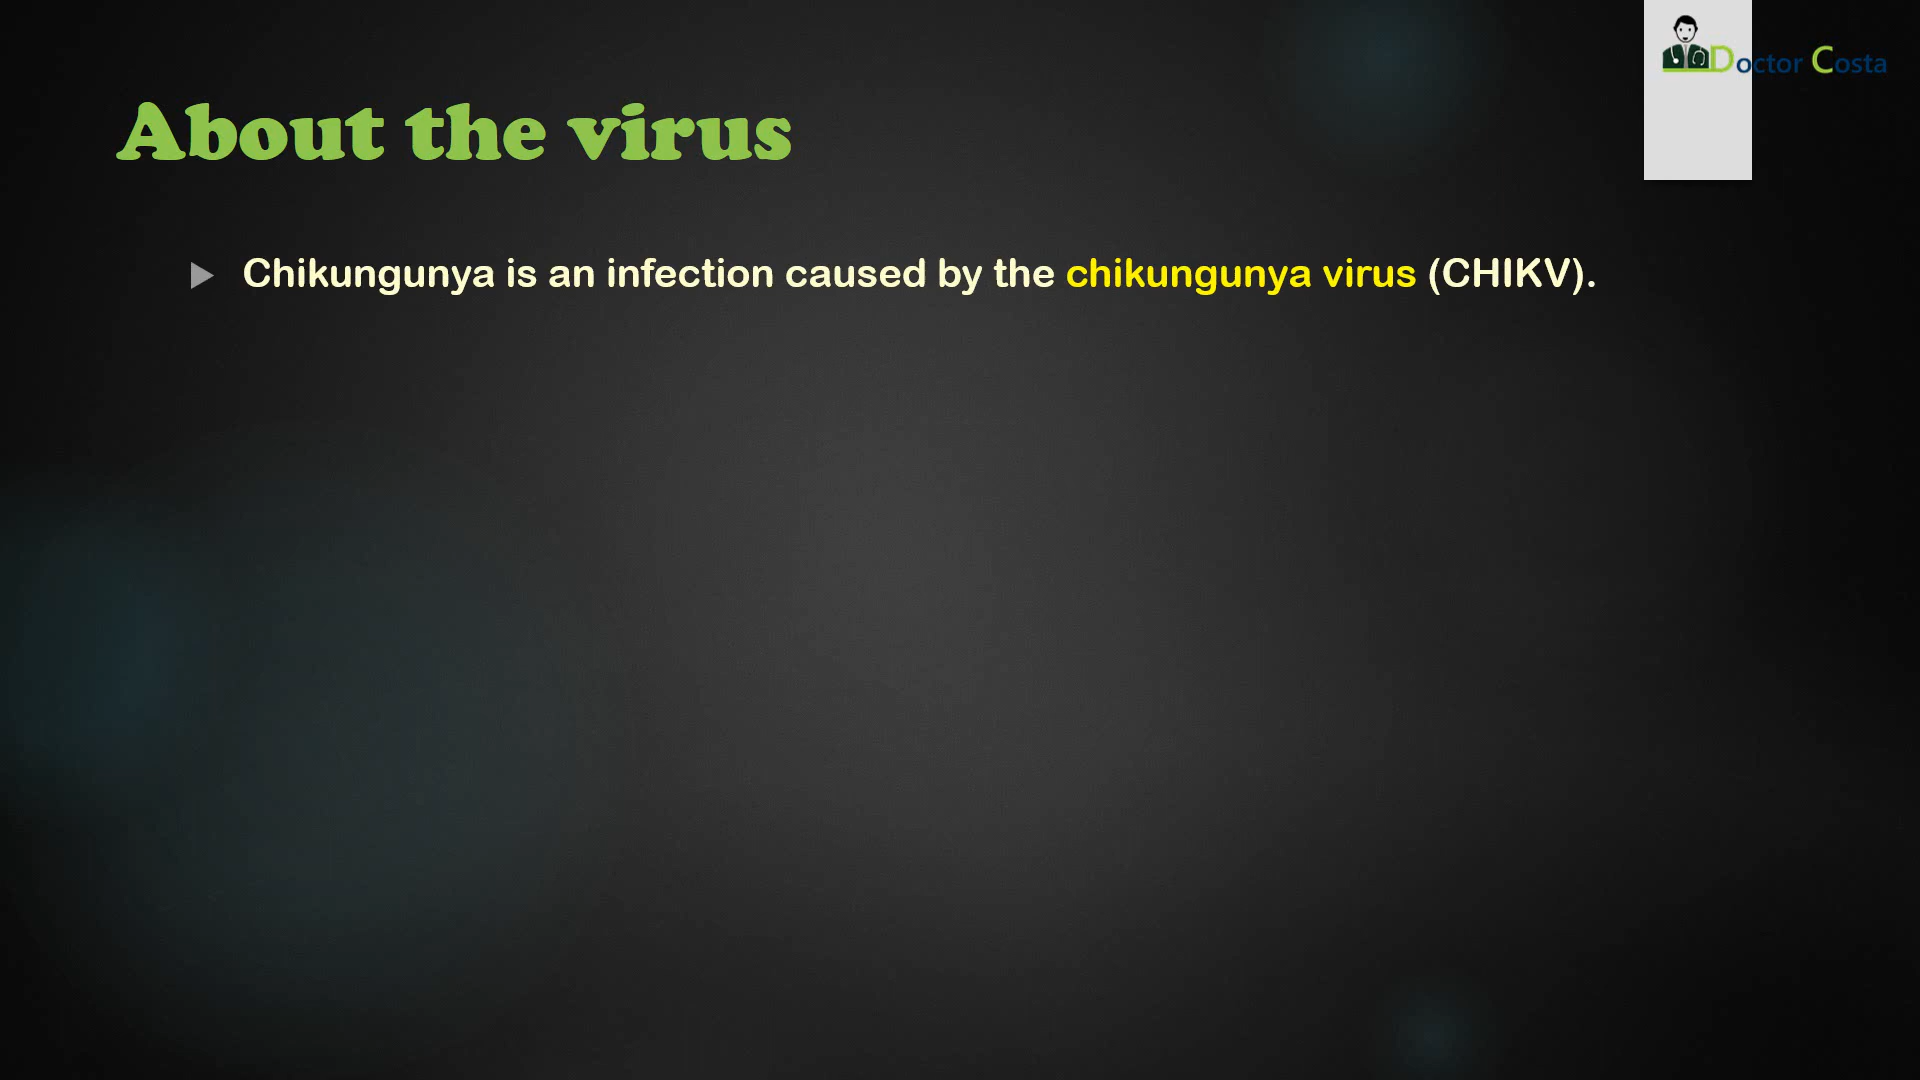 Doctor Costa
About the virus
Chikungunya is an infection caused by the chikungunya virus (CHIKV).